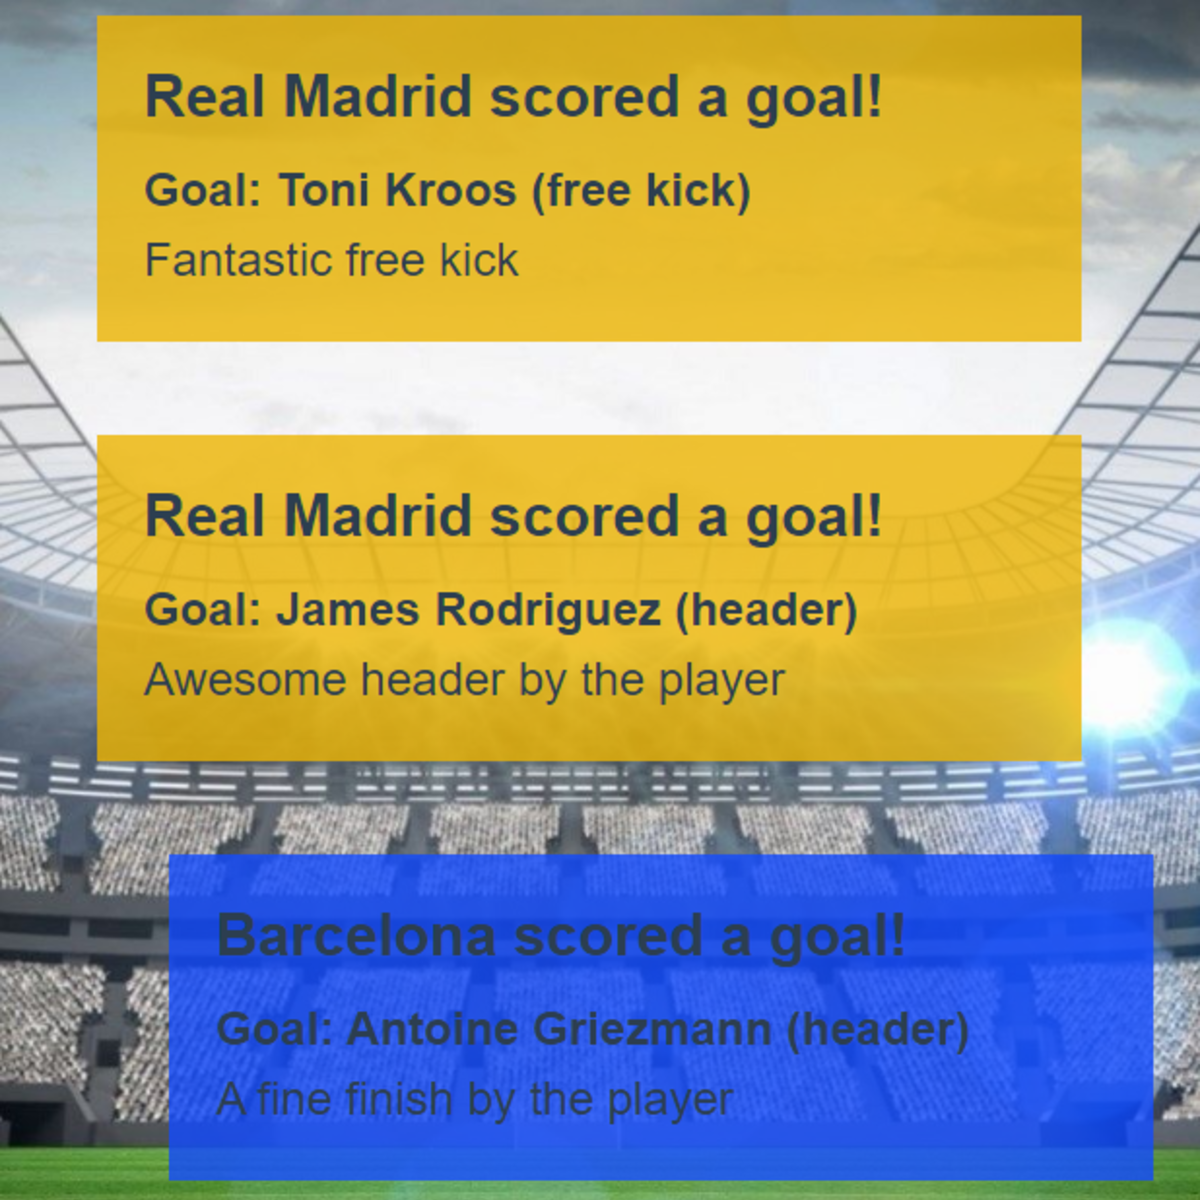 Real Madrid scored a goal!
Goal: Toni Kroos (free kick)
Fantastic free kick
Real Madrid scored a goal!
Goal: James Rodriguez (header)
Awesome header by the player
Barcelona scored a goal!
Goal: Antoine Griezmann (header)
A fine finish by the player